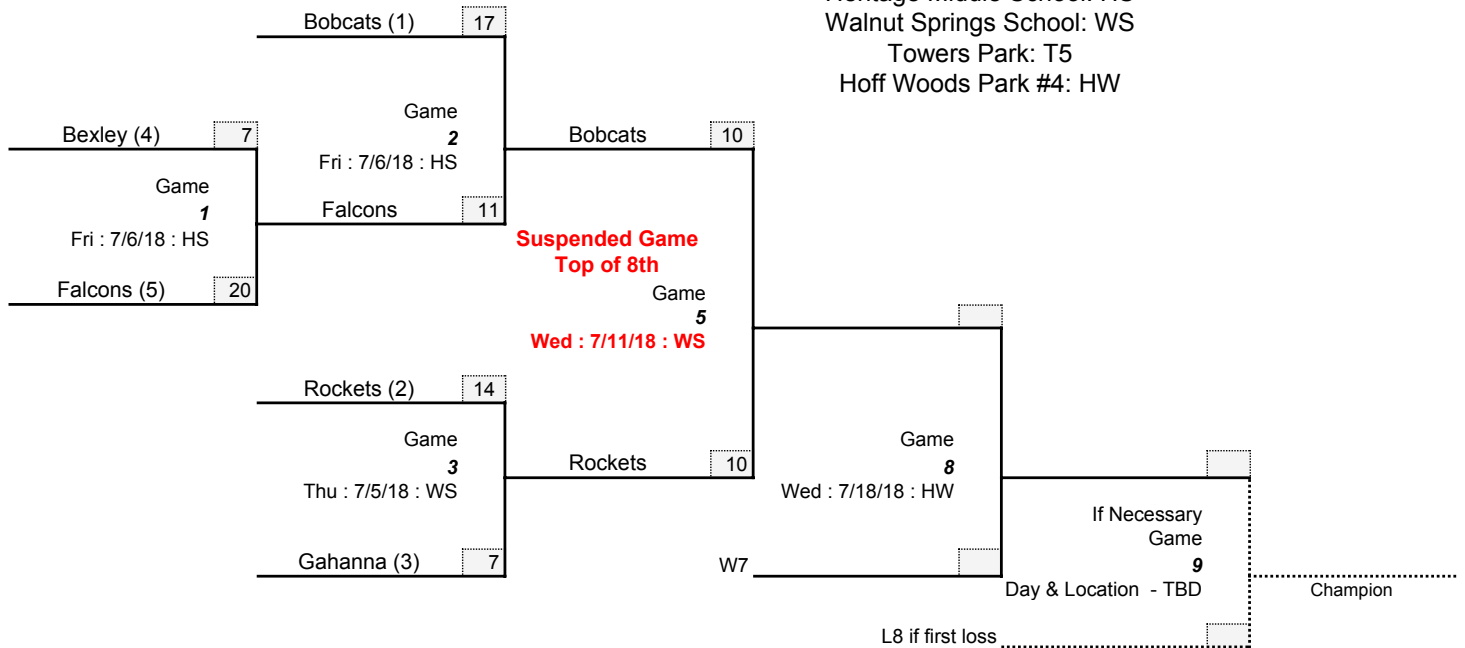 Walnut Springs School: WS
Towers Park: T5
Hoff Woods Park #4: HW
Bobcats (1) 17
Game
2
Fri : 7/6/18 : HS
Bexley (4) 7
Bobcats 10
Game
1
Fri : 7/6/18 : HS
Falcons 11
Falcons (5) 20
Suspended Game
Top of 8th
Game
5
Wed : 7/11/18 : WS
Rockets (2) 14
Game
3
Thu : 7/5/18 : WS
Rockets 10
Gahanna (3) 7
Game
8
Wed : 7/18/18 : HW
W7
If Necessary
Game
9
Day & Location - TBD
Champion
L8 if first loss